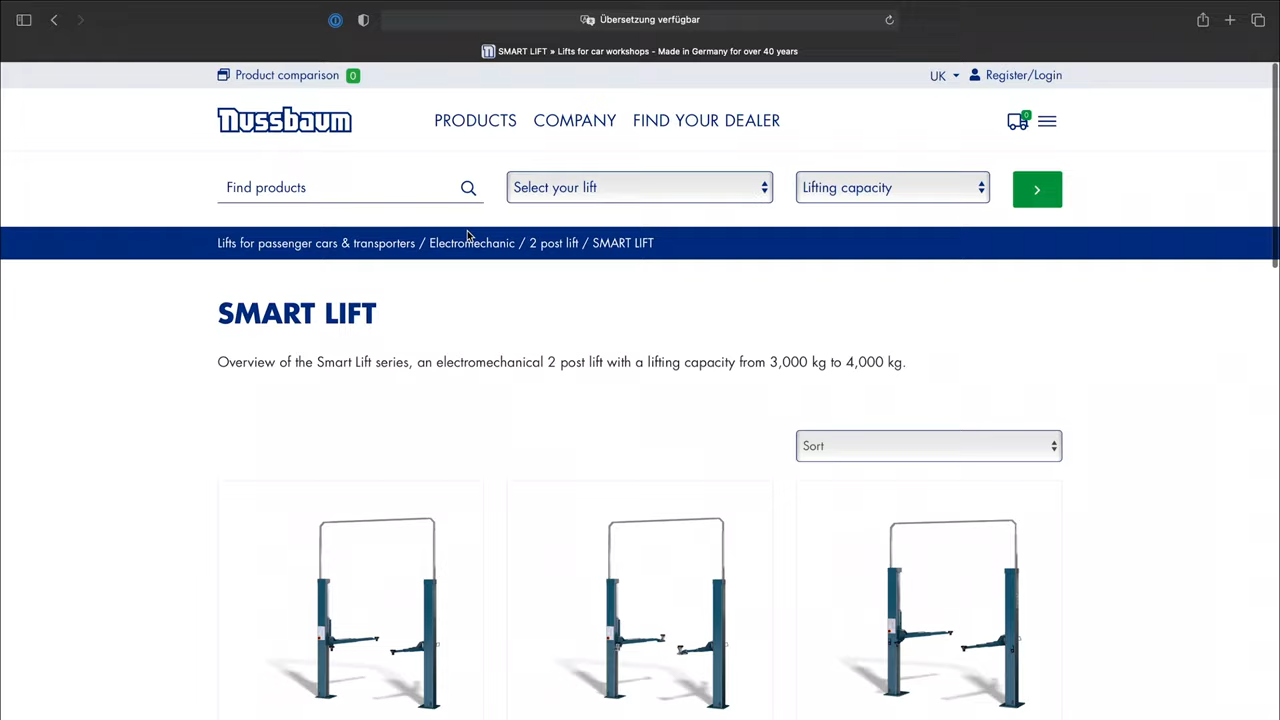 Übersetzung verfügbar
SMART LIFT » Lifts for car workshops - Made in Germany for over 40 years
Product comparison 0
UK
Register/Login
Nussbaum
PRODUCTS
COMPANY
FIND YOUR DEALER
0
Find products
Select your lift
Lifting capacity
Lifts for passenger cars & transporters / Electromechanic / 2 post lift / SMART LIFT
SMART LIFT
Overview of the Smart Lift series, an electromechanical 2 post lift with a lifting capacity from 3,000 kg to 4,000 kg.
Sort